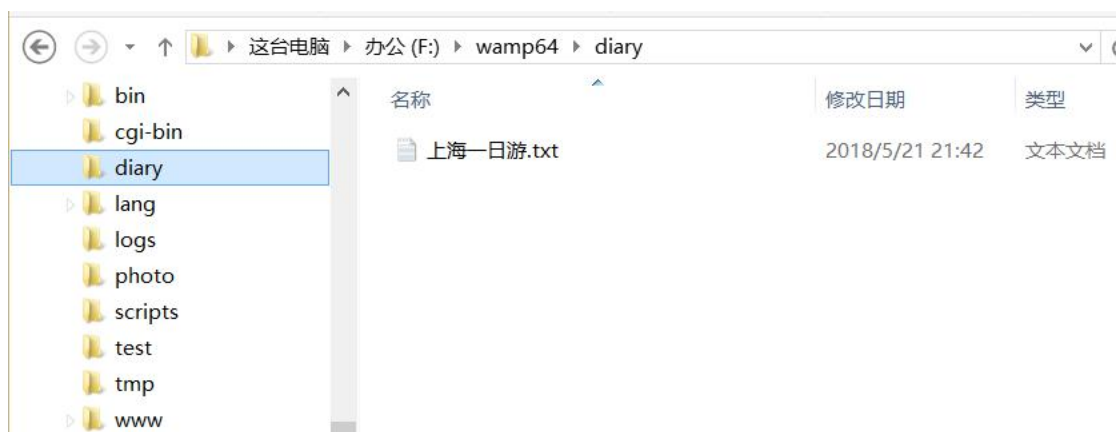 这台电脑 办公 (F:) wamp64 diary
bin
cgi-bin
diary
lang
logs
photo
scripts
test
tmp
www
名称 修改日期 类型
上海一日游.txt 2018/5/21 21:42 文本文档